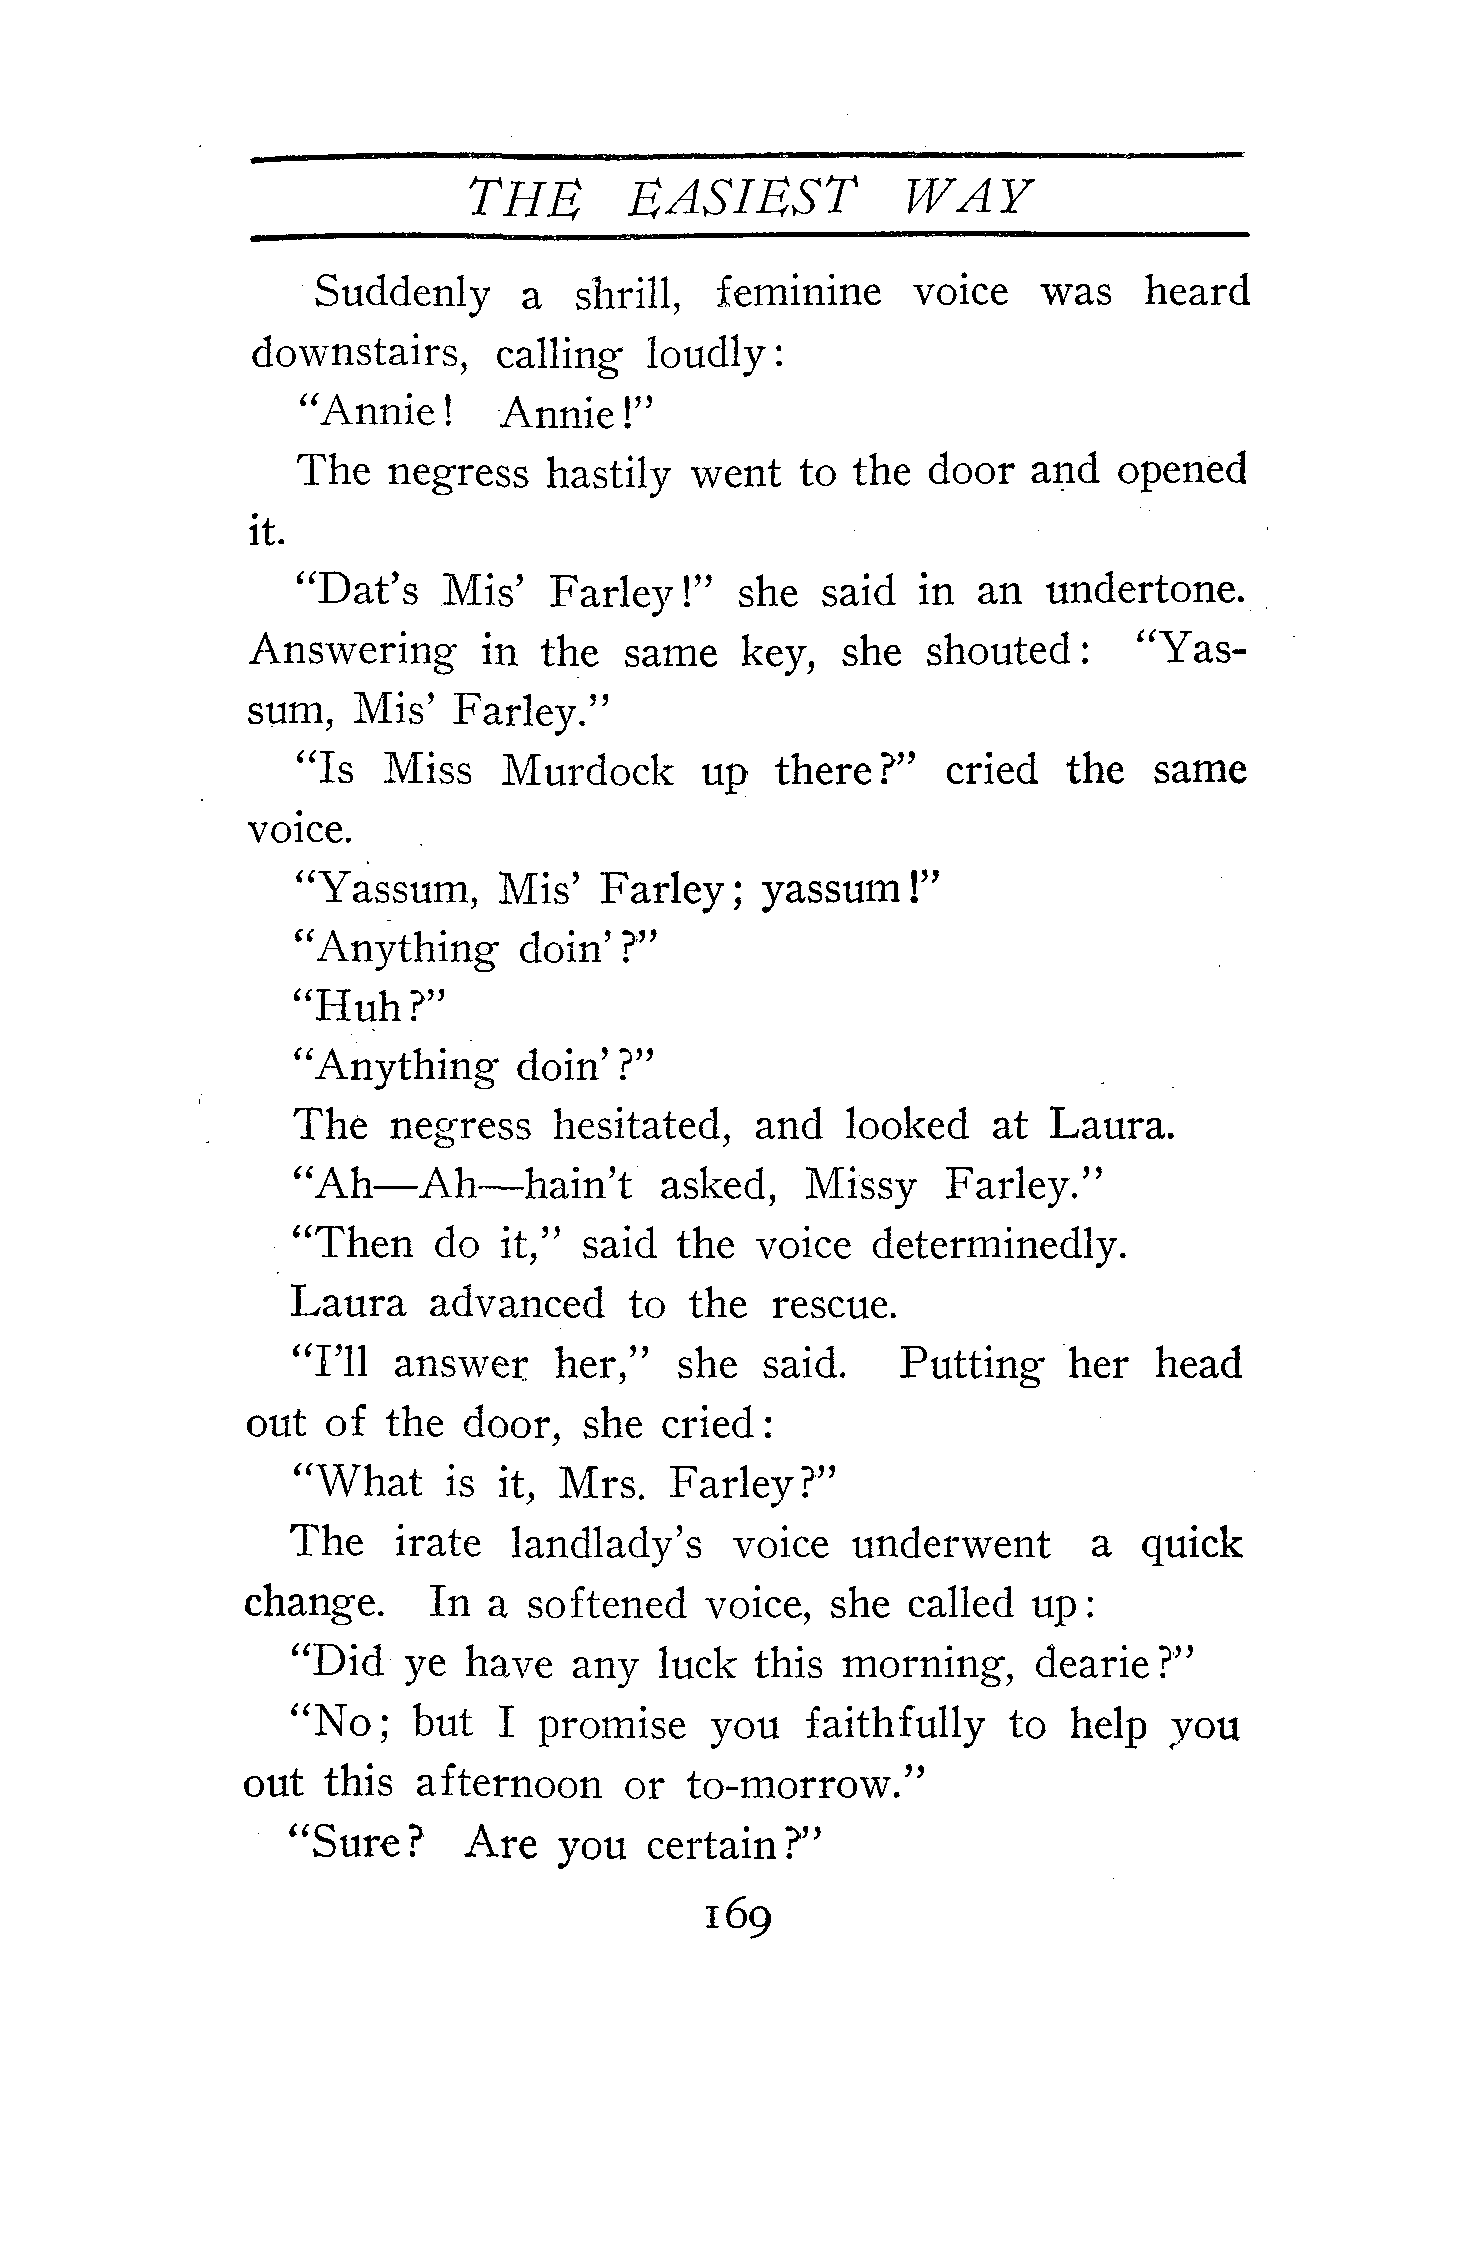 THE EASIEST WAY
Suddenly a shrill, feminine voice was heard
downstairs, calling loudly:
“Annie! Annie!”
The negress hastily went to the door and opened
it.
“Dat’s Mis’ Farley!” she said in an undertone.
Answering in the same key, she shouted: “Yas-
sum, Mis’ Farley.”
“Is Miss Murdock up there?” cried the same
voice.
“Yassum, Mis’ Farley; yassum!”
“Anything doin’?”
“Huh?”
“Anything doin’?”
The negress hesitated, and looked at Laura.
“Ah—Ah—hain’t asked, Missy Farley.”
“Then do it,” said the voice determinedly.
Laura advanced to the rescue.
“I’ll answer her,” she said. Putting her head
out of the door, she cried:
“What is it, Mrs. Farley?”
The irate landlady’s voice underwent a quick
change. In a softened voice, she called up:
“Did ye have any luck this morning, dearie?”
“No; but I promise you faithfully to help you
out this afternoon or to-morrow.”
“Sure? Are you certain?”
169